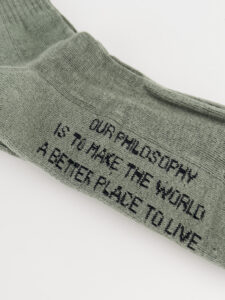 OUR PHILOSOPHY
IS TO MAKE THE WORLD
A BETTER PLACE TO LIVE